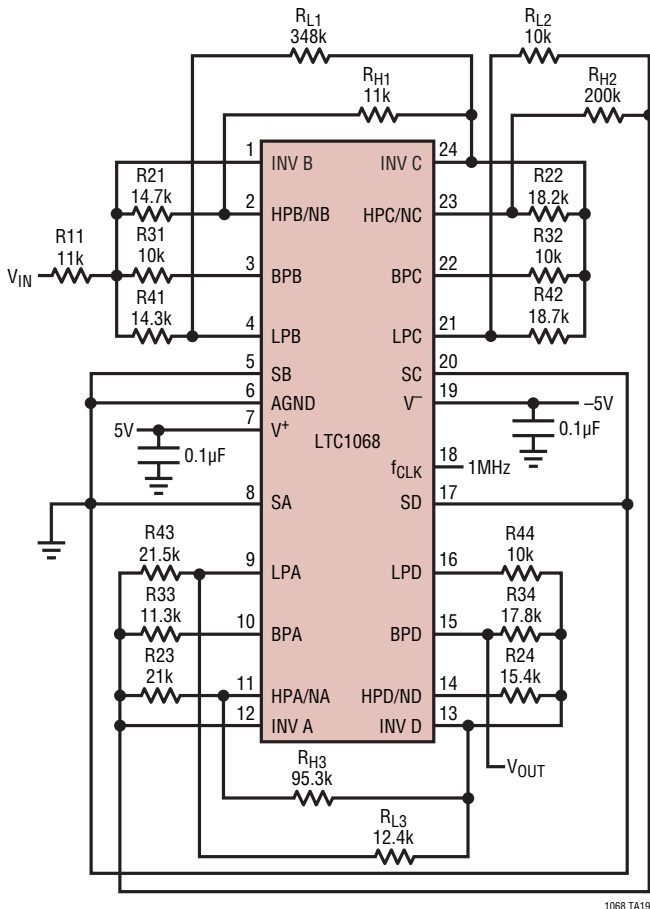 RL1
348k
RL2
10k
RH1
11k
RH2
200k
1
INV B
INV C
24
R21
14.7k
2
HPB/NB
HPC/NC
23
R22
18.2k
R11
11k
VIN
R31
10k
3
BPB
BPC
22
R32
10k
R41
14.3k
4
LPB
LPC
21
R42
18.7k
5
SB
SC
20
6
AGND
V–
19
–5V
5V
7
V+
0.1µF
0.1µF
LTC1068
fCLK
18
1MHz
8
SA
SD
17
R43
21.5k
9
LPA
LPD
16
R44
10k
R33
11.3k
10
BPA
BPD
15
R34
17.8k
R23
21k
11
HPA/NA
HPD/ND
14
R24
15.4k
12
INV A
INV D
13
RH3
95.3k
VOUT
RL3
12.4k
1068 TA19